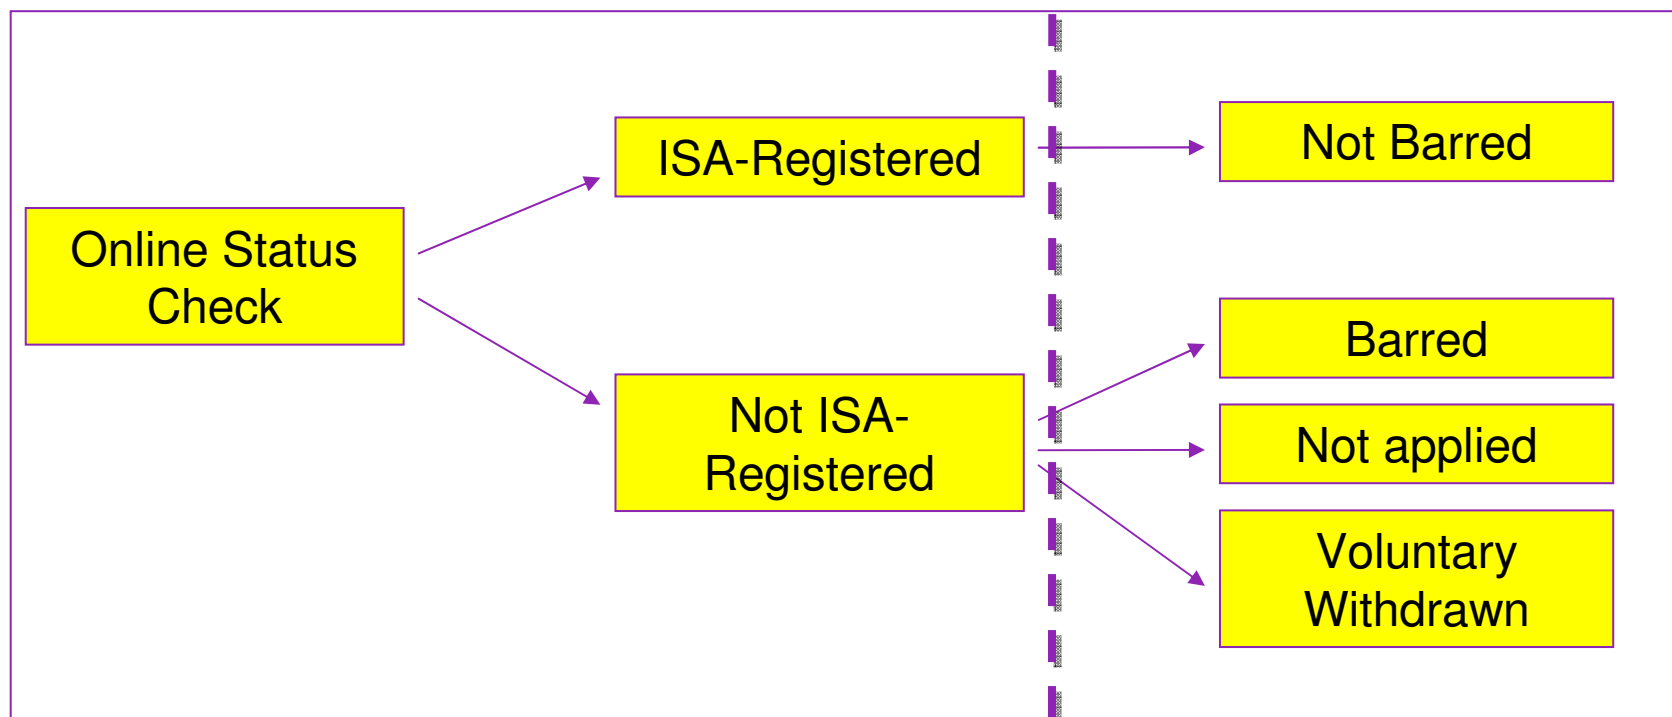 Online Status
Check
ISA-Registered
Not ISA-
Registered
Not Barred
Barred
Not applied
Voluntary
Withdrawn